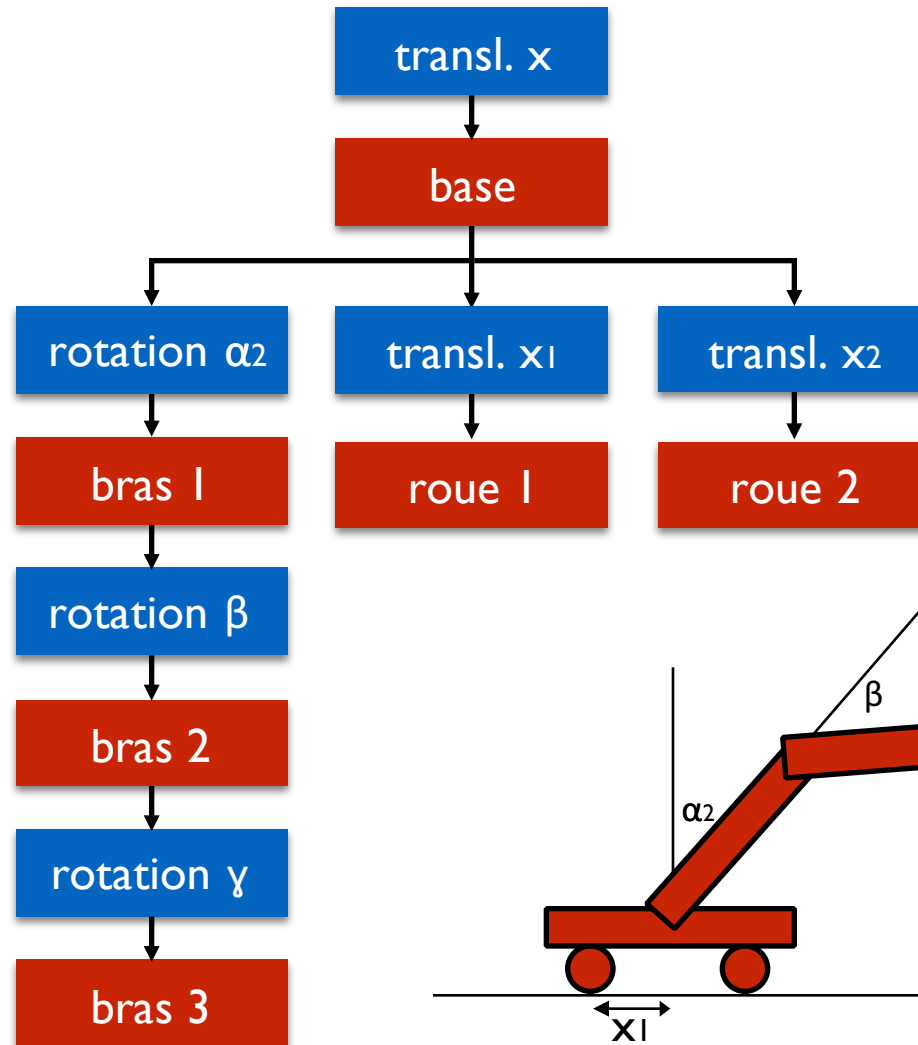 transl. x
base
rotation α2
transl. x1
transl. x2
bras 1
roue 1
roue 2
rotation β
bras 2
rotation γ
bras 3
β
α2
x1